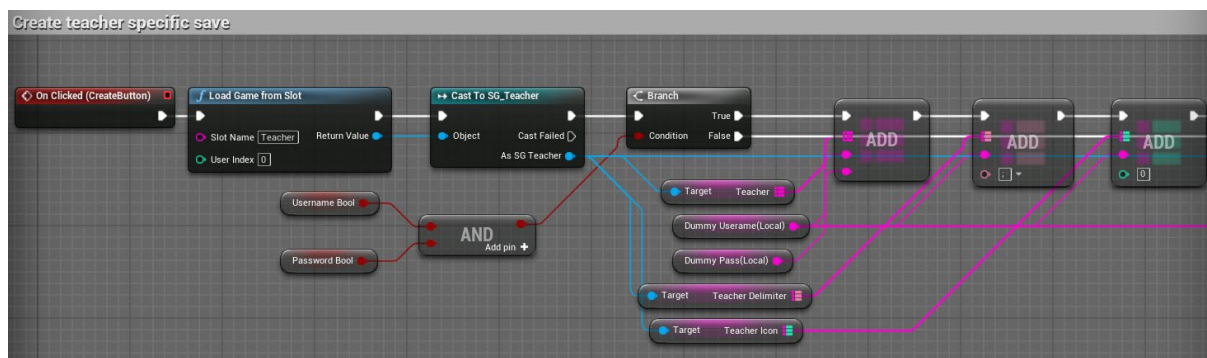 Create teacher specific save
On Clicked (CreateButton)
f Load Game from Slot
Slot Name Teacher
Return Value
User Index 0
Cast To SG_Teacher
Object
Cast Failed
As SG Teacher
Branch
True
Condition
False
ADD
ADD
:
ADD
0
Username Bool
Password Bool
AND
Add pin +
Target Teacher
Dummy Userame(Local)
Dummy Pass(Local)
Target Teacher Delimiter
Target Teacher Icon